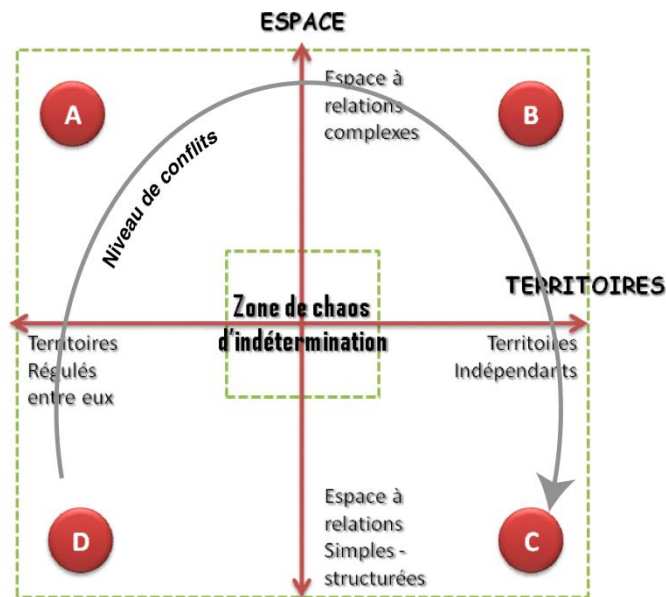 ESPACE
A
Espace à
relations
complexes
B
Niveau de conflits
TERRITOIRES
Zone de chaos
d'indétermination
Territoires
Régulés
entre eux
Territoires
Indépendants
D
Espace à
relations
Simples -
structurées
C